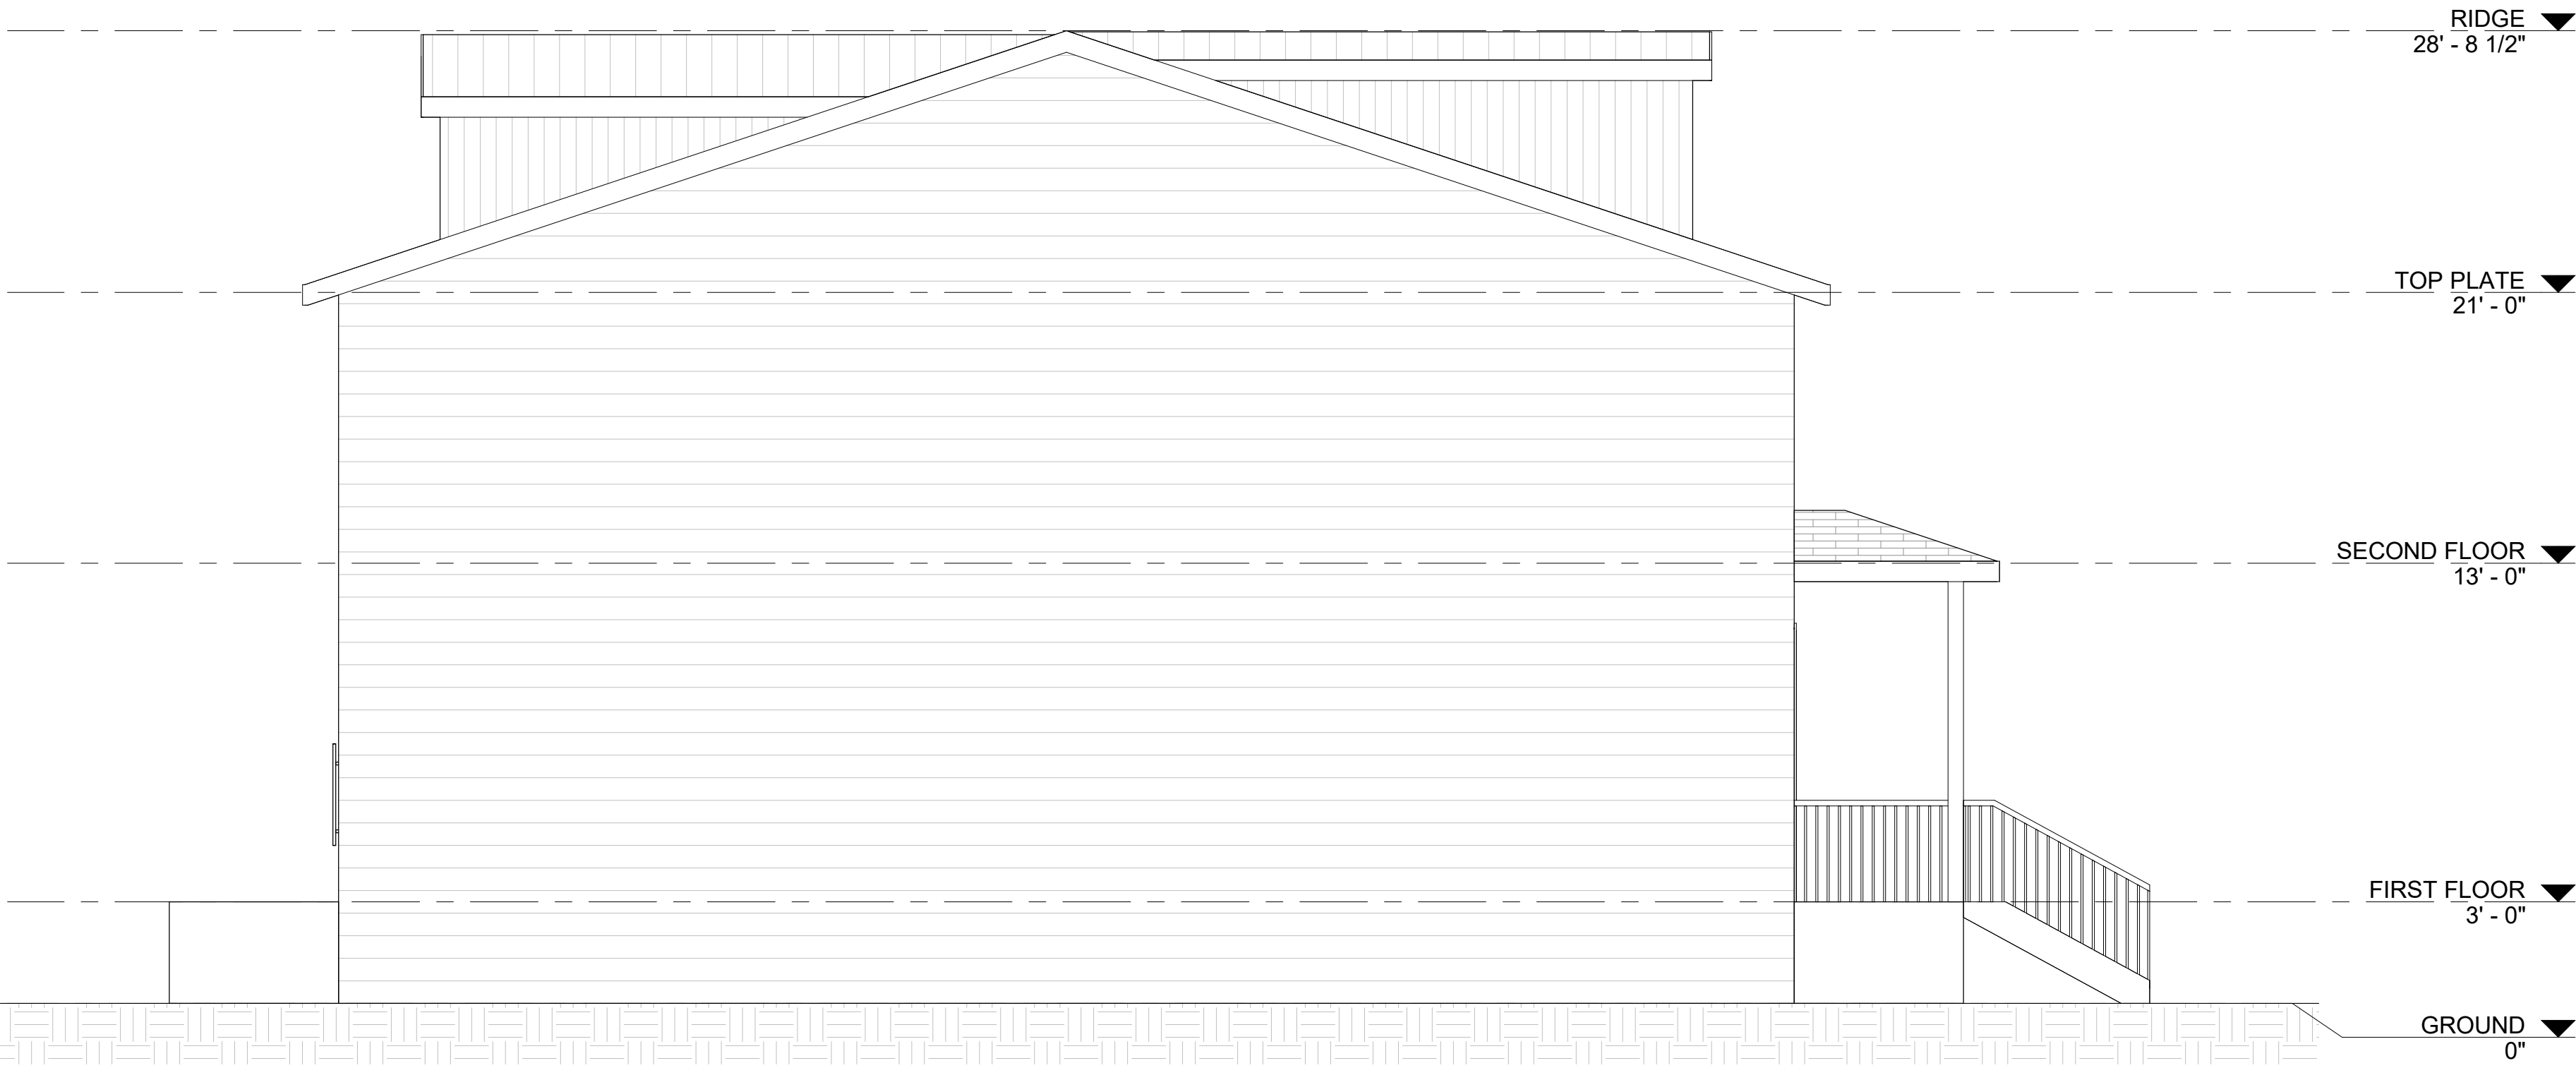 RIDGE
28' - 8 1/2"
TOP PLATE
21' - 0"
SECOND FLOOR
13' - 0"
FIRST FLOOR
3' - 0"
GROUND
0"